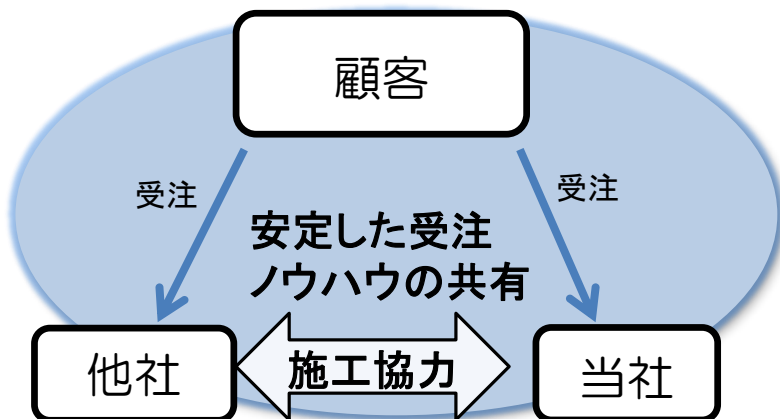 顧客
受注
受注
安定した受注
ノウハウの共有
他社
施工協力
当社